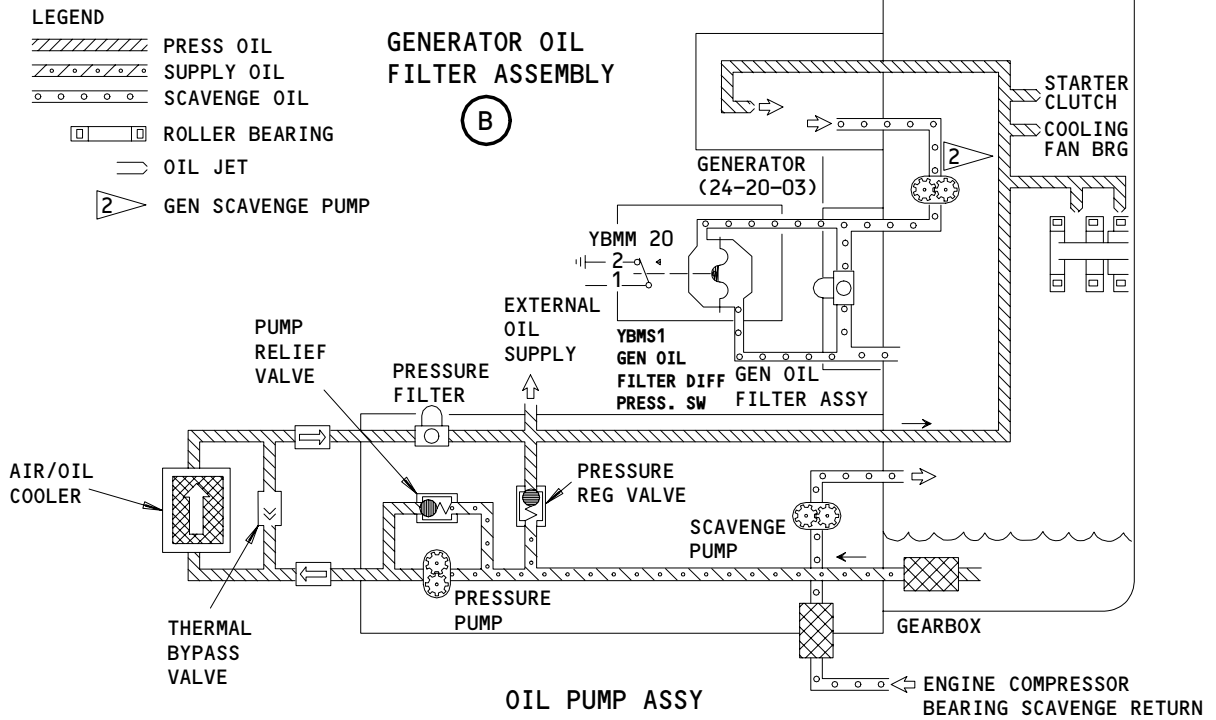 LEGEND
PRESS OIL
SUPPLY OIL
SCAVENGE OIL
ROLLER BEARING
OIL JET
2 GEN SCAVENGE PUMP
GENERATOR OIL
FILTER ASSEMBLY
B
STARTER
CLUTCH
COOLING
FAN BRG
2
GENERATOR
(24-20-03)
YBMM 20
2
1
YBMS1
GEN OIL
FILTER DIFF
PRESS. SW
GEN OIL
FILTER ASSY
EXTERNAL
OIL
SUPPLY
PUMP
RELIEF
VALVE
PRESSURE
FILTER
AIR/OIL
COOLER
PRESSURE
REG VALVE
SCAVENGE
PUMP
PRESSURE
PUMP
THERMAL
BYPASS
VALVE
GEARBOX
OIL PUMP ASSY
ENGINE COMPRESSOR
BEARING SCAVENGE RETURN